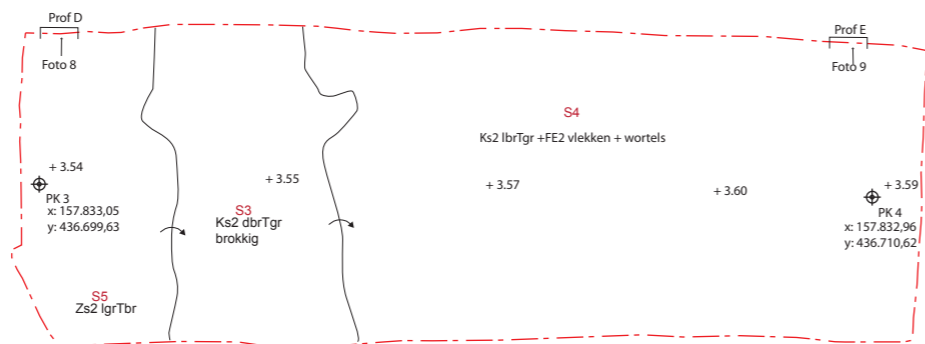 Prof D
Foto 8
Prof E
Foto 9
S4
Ks2 lbrTgr +FE2 vlekken + wortels
+ 3.54
+ 3.55
+ 3.57
+ 3.60
+ 3.59
PK 3
x: 157.833,05
y: 436.699,63
S3
Ks2 dbrTgr
brokkig
PK 4
x: 157.832,96
y: 436.710,62
S5
Zs2 lgrTbr